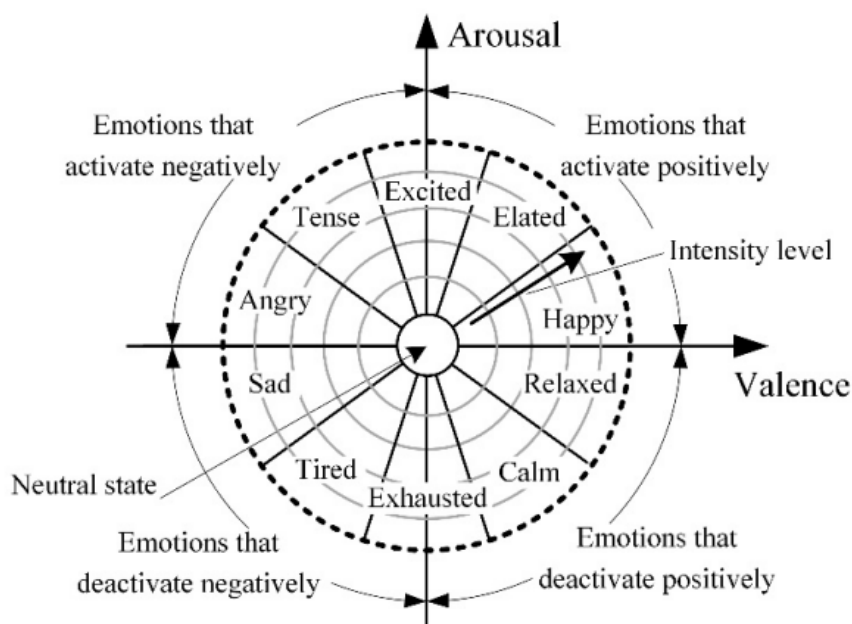 Arousal
Emotions that
activate negatively
Emotions that
activate positively
Excited
Tense
Elated
Intensity level
Angry
Happy
Sad
Relaxed
Valence
Tired
Calm
Neutral state
Exhausted
Emotions that
deactivate negatively
Emotions that
deactivate positively